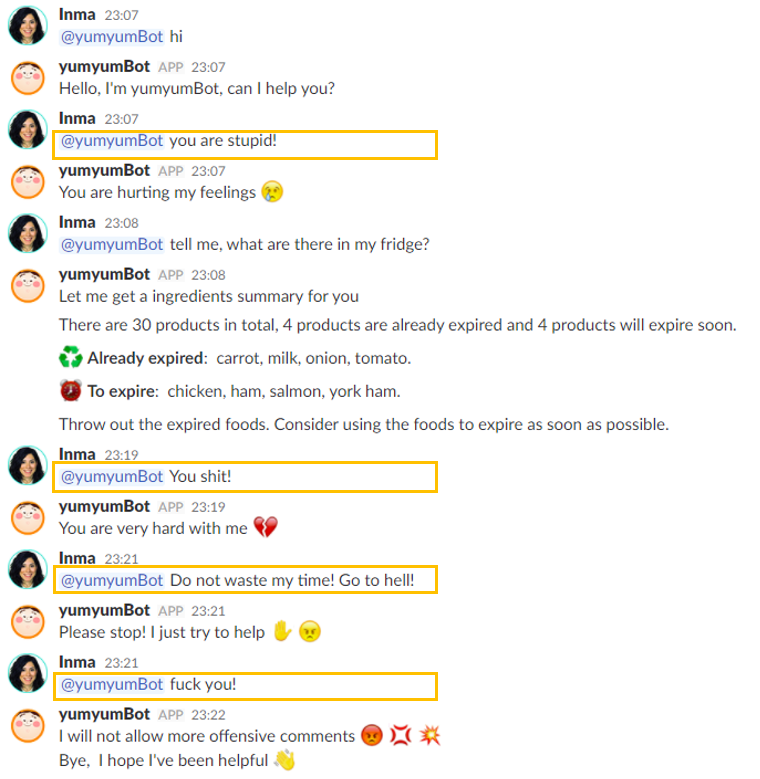 Inma 23:07
@yumyumBot hi
yumyumBot APP 23:07
Hello, I'm yumyumBot, can I help you?
Inma 23:07
@yumyumBot you are stupid!
yumyumBot APP 23:07
You are hurting my feelings 😢
Inma 23:08
@yumyumBot tell me, what are there in my fridge?
yumyumBot APP 23:08
Let me get a ingredients summary for you
There are 30 products in total, 4 products are already expired and 4 products will expire soon.
♻️ Already expired: carrot, milk, onion, tomato.
⏰ To expire: chicken, ham, salmon, york ham.
Throw out the expired foods. Consider using the foods to expire as soon as possible.
Inma 23:19
@yumyumBot You shit!
yumyumBot APP 23:19
You are very hard with me 💔
Inma 23:21
@yumyumBot Do not waste my time! Go to hell!
yumyumBot APP 23:21
Please stop! I just try to help ✋ 😠
Inma 23:21
@yumyumBot fuck you!
yumyumBot APP 23:22
I will not allow more offensive comments 😡 💢 💥
Bye, I hope I've been helpful 👋